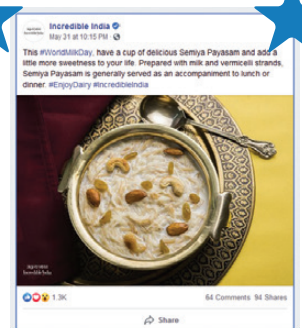 Incredible India
May 31 at 10:15 PM ·
This #WorldMilkDay, have a cup of delicious Semiya Payasam and add a
little more sweetness to your life. Prepared with milk and vermicelli strands,
Semiya Payasam is generally served as an accompaniment to lunch or
dinner. #EnjoyDairy #IncredibleIndia
1.3K
64 Comments 94 Shares
Share